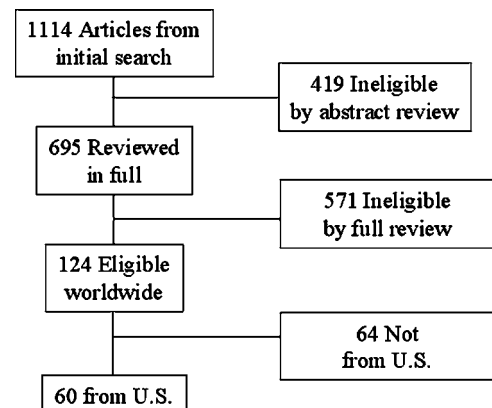 1114 Articles from
initial search
419 Ineligible
by abstract review
695 Reviewed
in full
571 Ineligible
by full review
124 Eligible
worldwide
64 Not
from U.S.
60 from U.S.